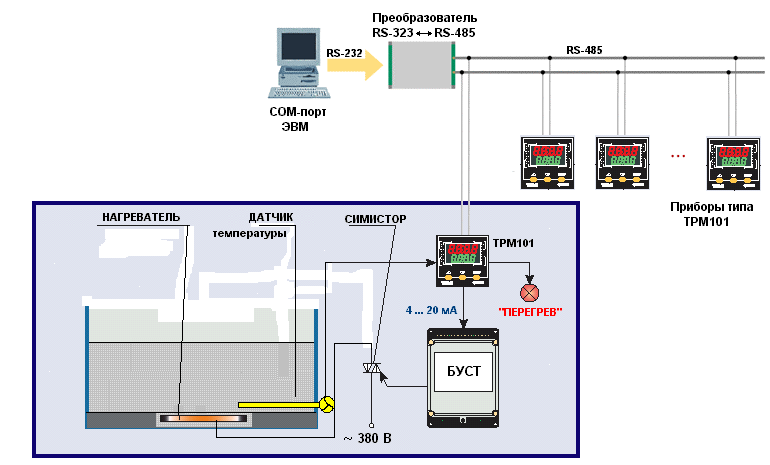 Преобразователь
RS-323 ↔ RS-485
RS-232
RS-485
COM-порт
ЭВМ
...
Приборы типа
ТРМ101
НАГРЕВАТЕЛЬ
ДАТЧИК
температуры
СИМИСТОР
ТРМ101
4 ... 20 мА
"ПЕРЕГРЕВ"
БУСТ
~ 380 В